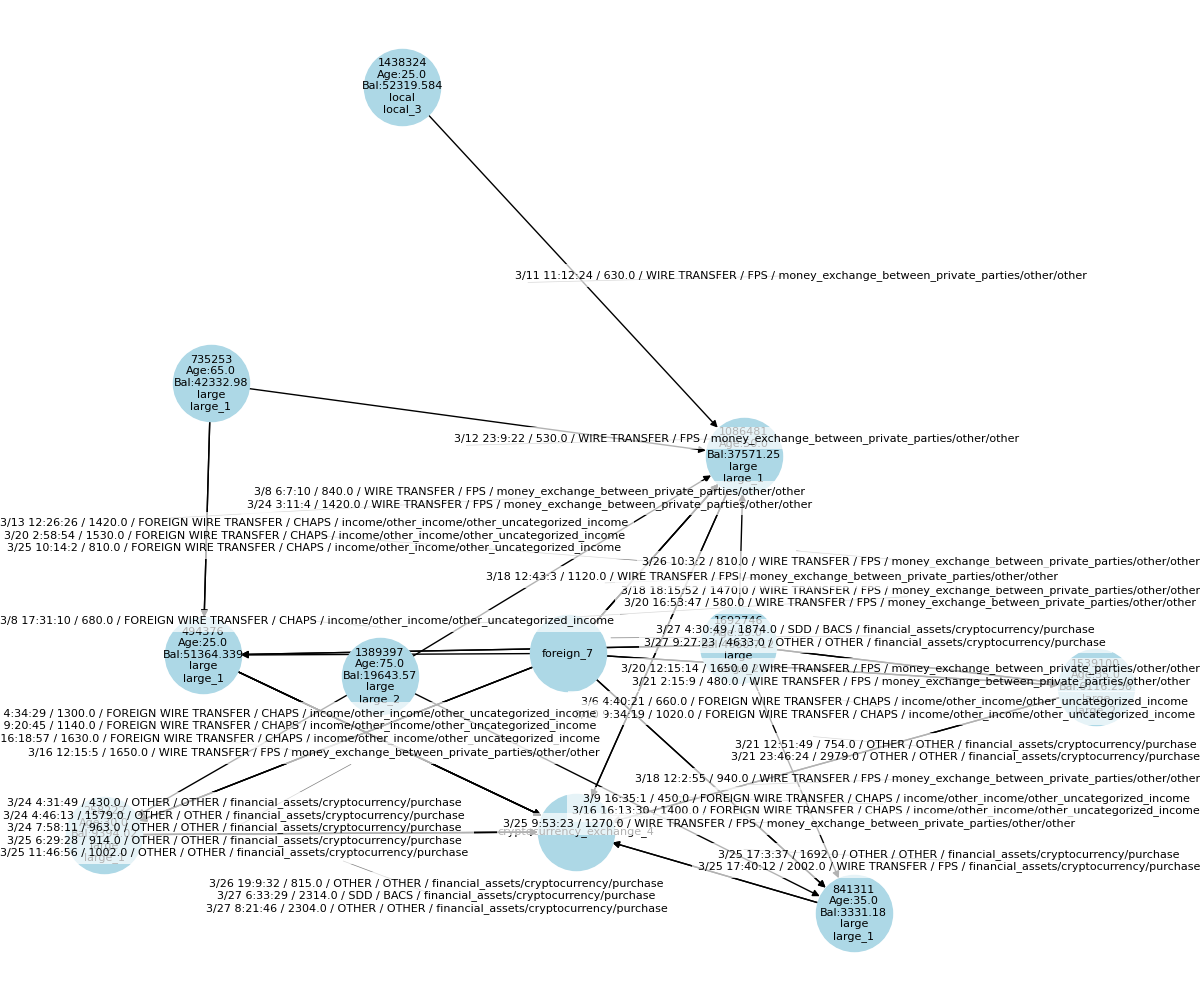 1438324
Age:25.0
Bal:52319.584
local
local_3
3/11 11:12:24 / 630.0 / WIRE TRANSFER / FPS / money_exchange_between_private_parties/other/other
735253
Age:65.0
Bal:42332.98
large
large_1
1086481
3/12 23:9:22 / 530.0 / WIRE TRANSFER / FPS / money_exchange_between_private_parties/other/other
Bal:37571.25
large
large_1
3/8 6:7:10 / 840.0 / WIRE TRANSFER / FPS / money_exchange_between_private_parties/other/other
3/24 3:11:4 / 1420.0 / WIRE TRANSFER / FPS / money_exchange_between_private_parties/other/other
3/13 12:26:26 / 1420.0 / FOREIGN WIRE TRANSFER / CHAPS / income/other_income/other_uncategorized_income
3/20 2:58:54 / 1530.0 / FOREIGN WIRE TRANSFER / CHAPS / income/other_income/other_uncategorized_income
3/25 10:14:2 / 810.0 / FOREIGN WIRE TRANSFER / CHAPS / income/other_income/other_uncategorized_income
3/26 10:3:2 / 810.0 / WIRE TRANSFER / FPS / money_exchange_between_private_parties/other/other
3/18 12:43:3 / 1120.0 / WIRE TRANSFER / FPS / money_exchange_between_private_parties/other/other
3/18 18:15:52 / 1470.0 / WIRE TRANSFER / FPS / money_exchange_between_private_parties/other/other
3/20 16:53:47 / 580.0 / WIRE TRANSFER / FPS / money_exchange_between_private_parties/other/other
3/8 17:31:10 / 680.0 / FOREIGN WIRE TRANSFER / CHAPS / income/other_income/other_uncategorized_income
494376
Age:25.0
Bal:51364.339
large
large_1
1389397
Age:75.0
Bal:19643.57
large
large_2
foreign_7
3/27 4:30:49 / 1874.0 / SDD / BACS / financial_assets/cryptocurrency/purchase
3/27 9:27:23 / 4633.0 / OTHER / OTHER / financial_assets/cryptocurrency/purchase
large
3/20 12:15:14 / 1650.0 / WIRE TRANSFER / FPS / money_exchange_between_private_parties/other/other
3/21 2:15:9 / 480.0 / WIRE TRANSFER / FPS / money_exchange_between_private_parties/other/other
1539100
3/6 4:40:21 / 660.0 / FOREIGN WIRE TRANSFER / CHAPS / income/other_income/other_uncategorized_income
9:34:19 / 1020.0 / FOREIGN WIRE TRANSFER / CHAPS / income/other_income/other_uncategorized_income
4:34:29 / 1300.0 / FOREIGN WIRE TRANSFER / CHAPS / income/other_income/other_uncategorized_income
9:20:45 / 1140.0 / FOREIGN WIRE TRANSFER / CHAPS / income/other_income/other_uncategorized_income
16:18:57 / 1630.0 / FOREIGN WIRE TRANSFER / CHAPS / income/other_income/other_uncategorized_income
3/16 12:15:5 / 1650.0 / WIRE TRANSFER / FPS / money_exchange_between_private_parties/other/other
3/21 12:51:49 / 754.0 / OTHER / OTHER / financial_assets/cryptocurrency/purchase
3/21 23:46:24 / 2979.0 / OTHER / OTHER / financial_assets/cryptocurrency/purchase
3/18 12:2:55 / 940.0 / WIRE TRANSFER / FPS / money_exchange_between_private_parties/other/other
3/9 16:35:1 / 450.0 / FOREIGN WIRE TRANSFER / CHAPS / income/other_income/other_uncategorized_income
3/16 16:13:30 / 1400.0 / FOREIGN WIRE TRANSFER / CHAPS / income/other_income/other_uncategorized_income
3/25 9:53:23 / 1270.0 / WIRE TRANSFER / FPS / money_exchange_between_private_parties/other/other
cryptocurrency_exchange_4
3/24 4:31:49 / 430.0 / OTHER / OTHER / financial_assets/cryptocurrency/purchase
3/24 4:46:13 / 1579.0 / OTHER / OTHER / financial_assets/cryptocurrency/purchase
3/24 7:58:11 / 963.0 / OTHER / OTHER / financial_assets/cryptocurrency/purchase
3/25 6:29:28 / 914.0 / OTHER / OTHER / financial_assets/cryptocurrency/purchase
3/25 11:46:56 / 1002.0 / OTHER / OTHER / financial_assets/cryptocurrency/purchase
large_1
3/25 17:3:37 / 1692.0 / OTHER / OTHER / financial_assets/cryptocurrency/purchase
3/25 17:40:12 / 2002.0 / WIRE TRANSFER / FPS / money_exchange_between_private_parties/other/other
3/26 19:9:32 / 815.0 / OTHER / OTHER / financial_assets/cryptocurrency/purchase
3/27 6:33:29 / 2314.0 / SDD / BACS / financial_assets/cryptocurrency/purchase
3/27 8:21:46 / 2304.0 / OTHER / OTHER / financial_assets/cryptocurrency/purchase
841311
Age:35.0
Bal:3331.18
large
large_1